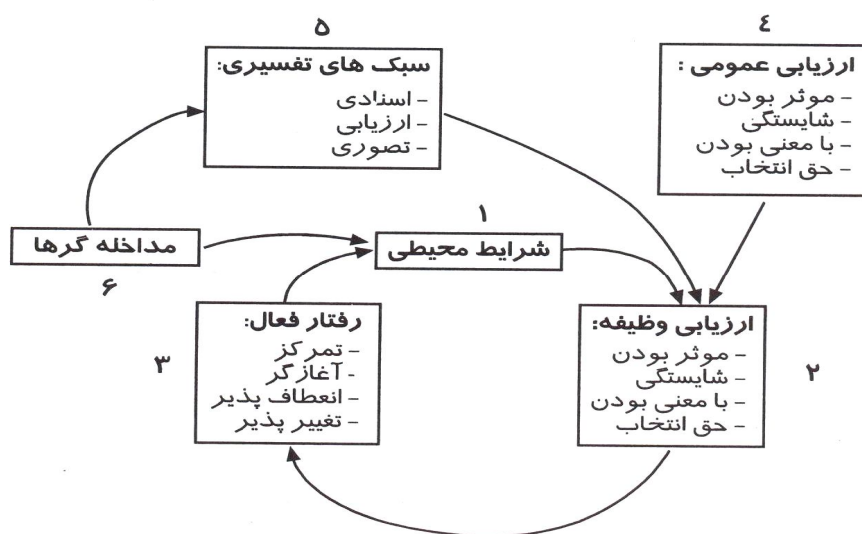 ۴
ارزیابی عمومی :
- موثر بودن
- شایستگی
- با معنی بودن
- حق انتخاب
۵
سبک های تفسیری:
- اسنادی
- ارزیابی
- تصوری
۱
شرایط محیطی
مداخله گرها
۶
ارزیابی وظیفه:
- موثر بودن
- شایستگی
- با معنی بودن
- حق انتخاب
۲
رفتار فعال:
- تمرکز
- آغازگر
- انعطاف پذیر
- تغییر پذیر
۳